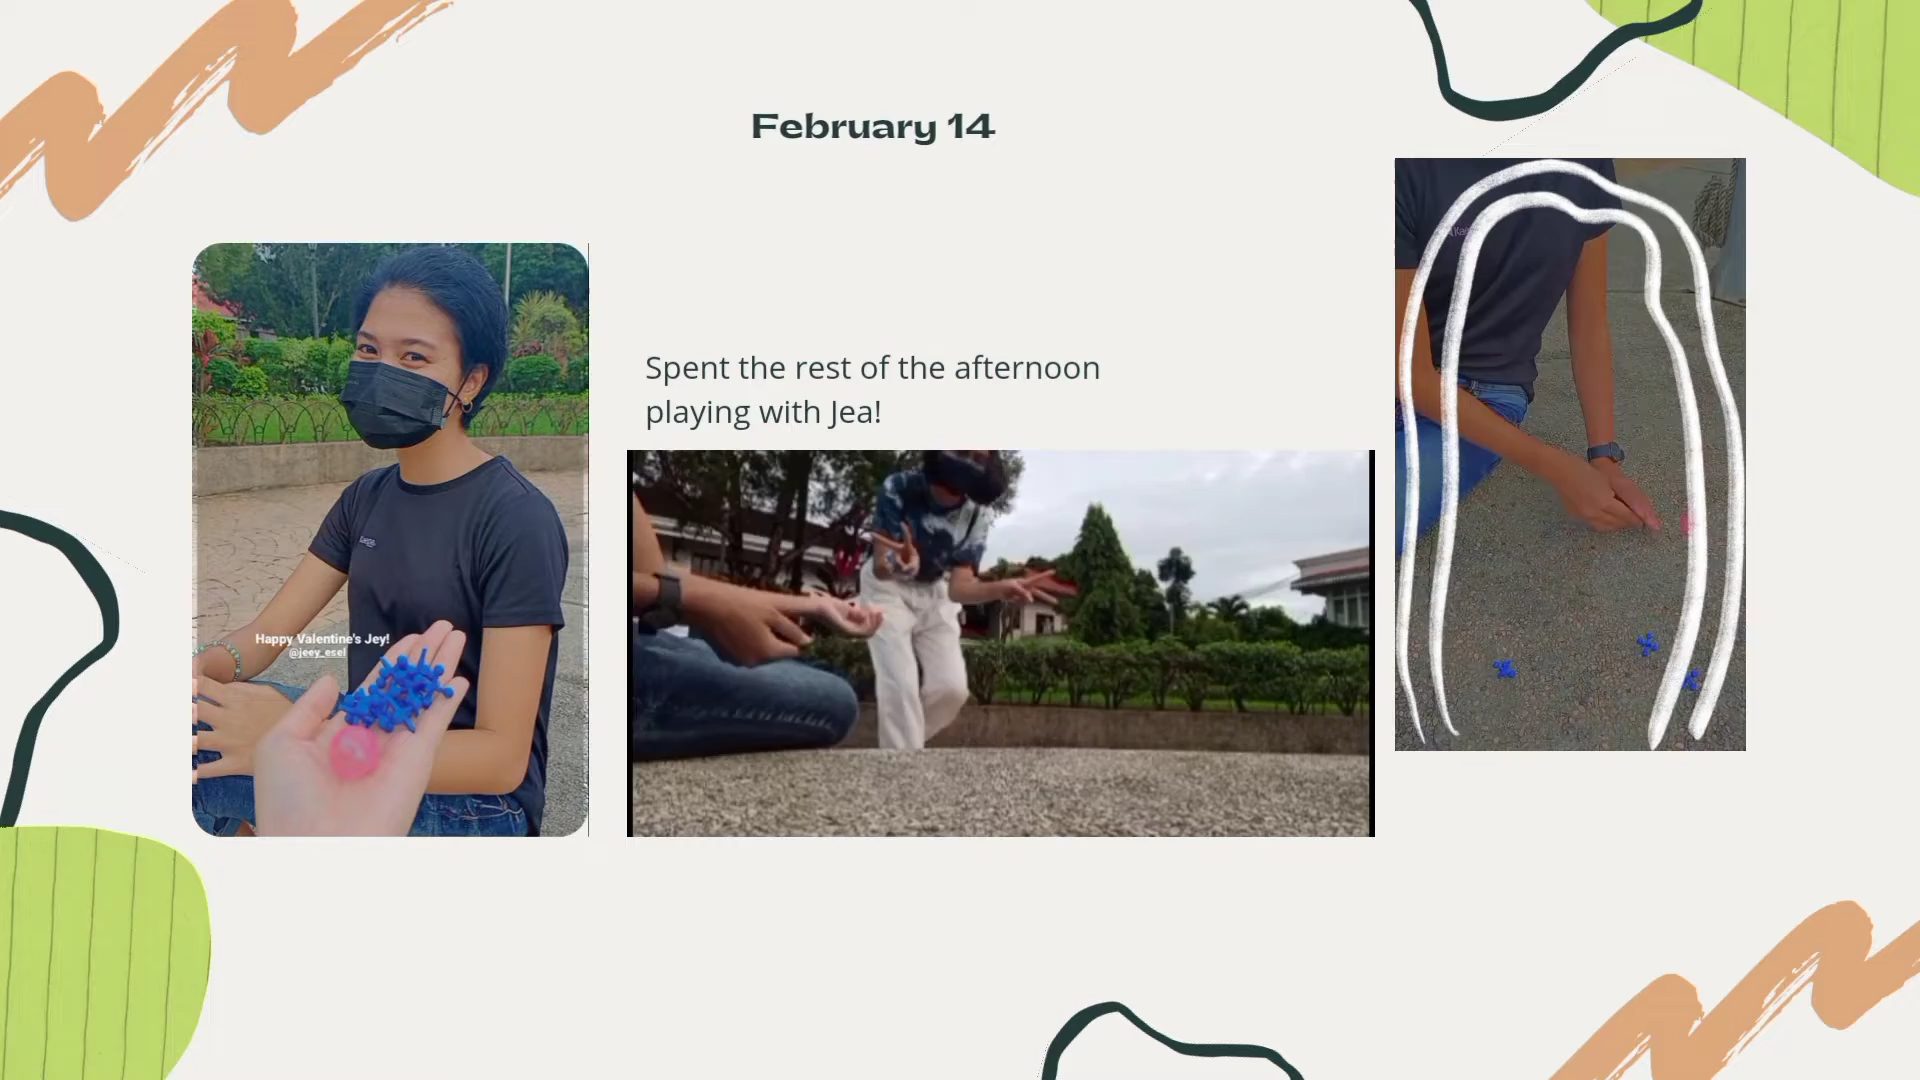 February 14
Spent the rest of the afternoon
playing with Jea!
Happy Valentine's Jey!
@jeey_esel